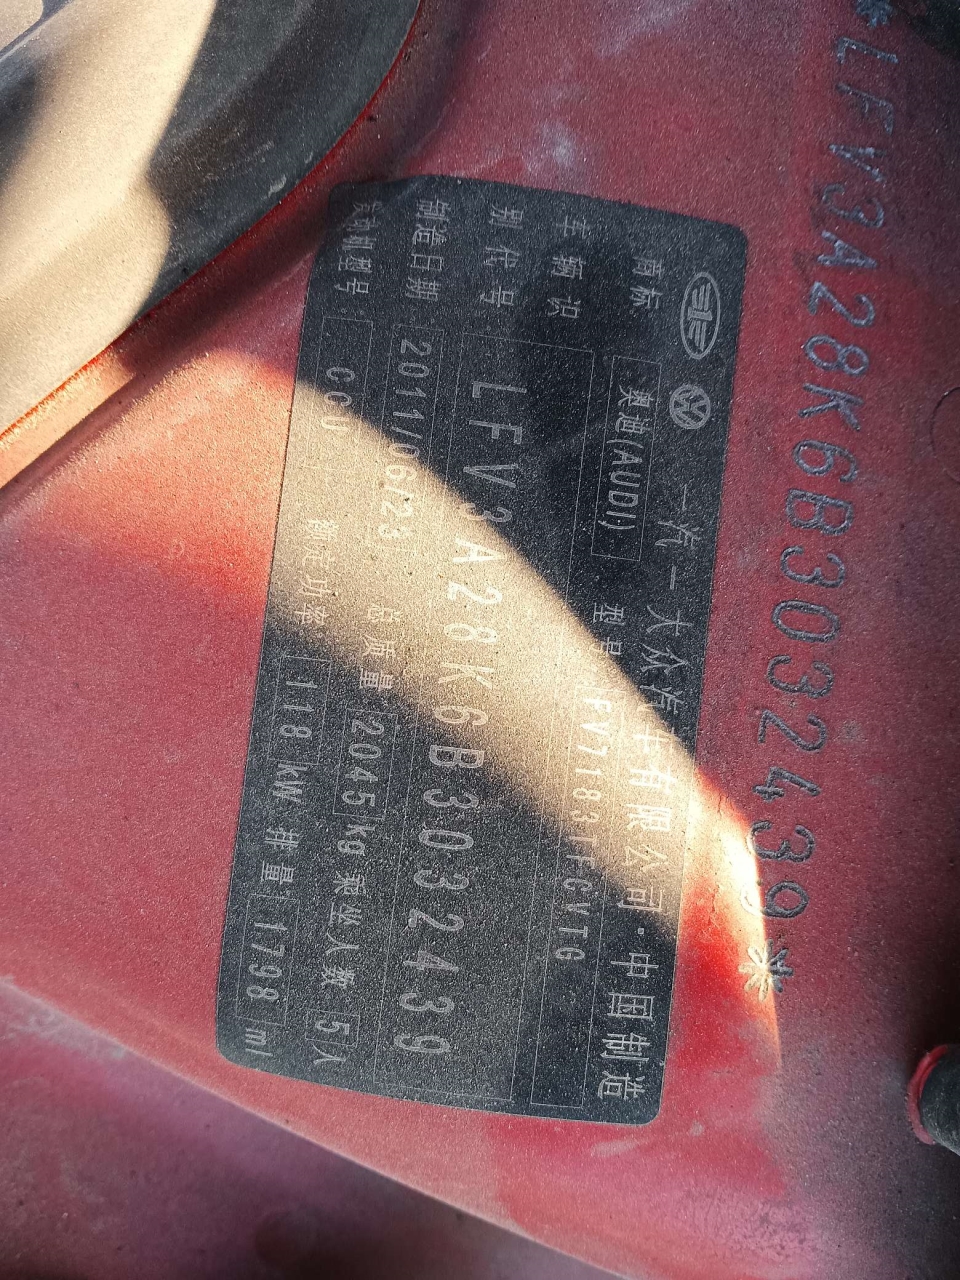 *LFV3A28K6B3032439*
一汽－大众汽车有限公司·中国制造
商标 奥迪(AUDI) 型号 FV7183TFCVTG
车辆识
别代号 LFV3A28K6B3032439
制造日期 2011/06/23 总质量 2045 kg 乘坐人数 5 人
发动机型号 CCU 额定功率 118 kW 排量 1798 ml